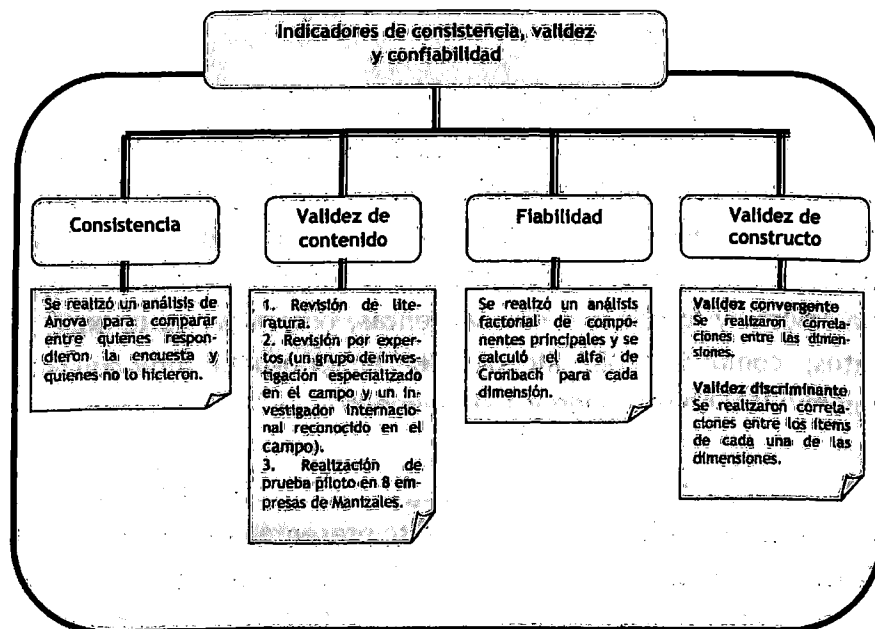 Indicadores de consistencia, validez
y confiabilidad
Consistencia
Se realizó un análisis de
Anova para comparar
entre quienes respon-
dieron la encuesta y
quienes no lo hicieron.
Validez de
contenido
1. Revisión de lite-
ratura.
2. Revisión por exper-
tos (un grupo de inves-
tigación especializado
en el campo y un in-
vestigador internacio-
nal reconocido en el
campo).
3. Realización de
prueba piloto en 8 em-
presas de Manizales.
Fiabilidad
Se realizó un análisis
factorial de compo-
nentes principales y se
calculó el alfa de
Cronbach para cada
dimensión.
Validez de
constructo
Validez convergente
Se realizaron correla-
ciones entre las dimen-
siones.
Validez discriminante
Se realizaron correla-
ciones entre los ítems
de cada una de las
dimensiones.